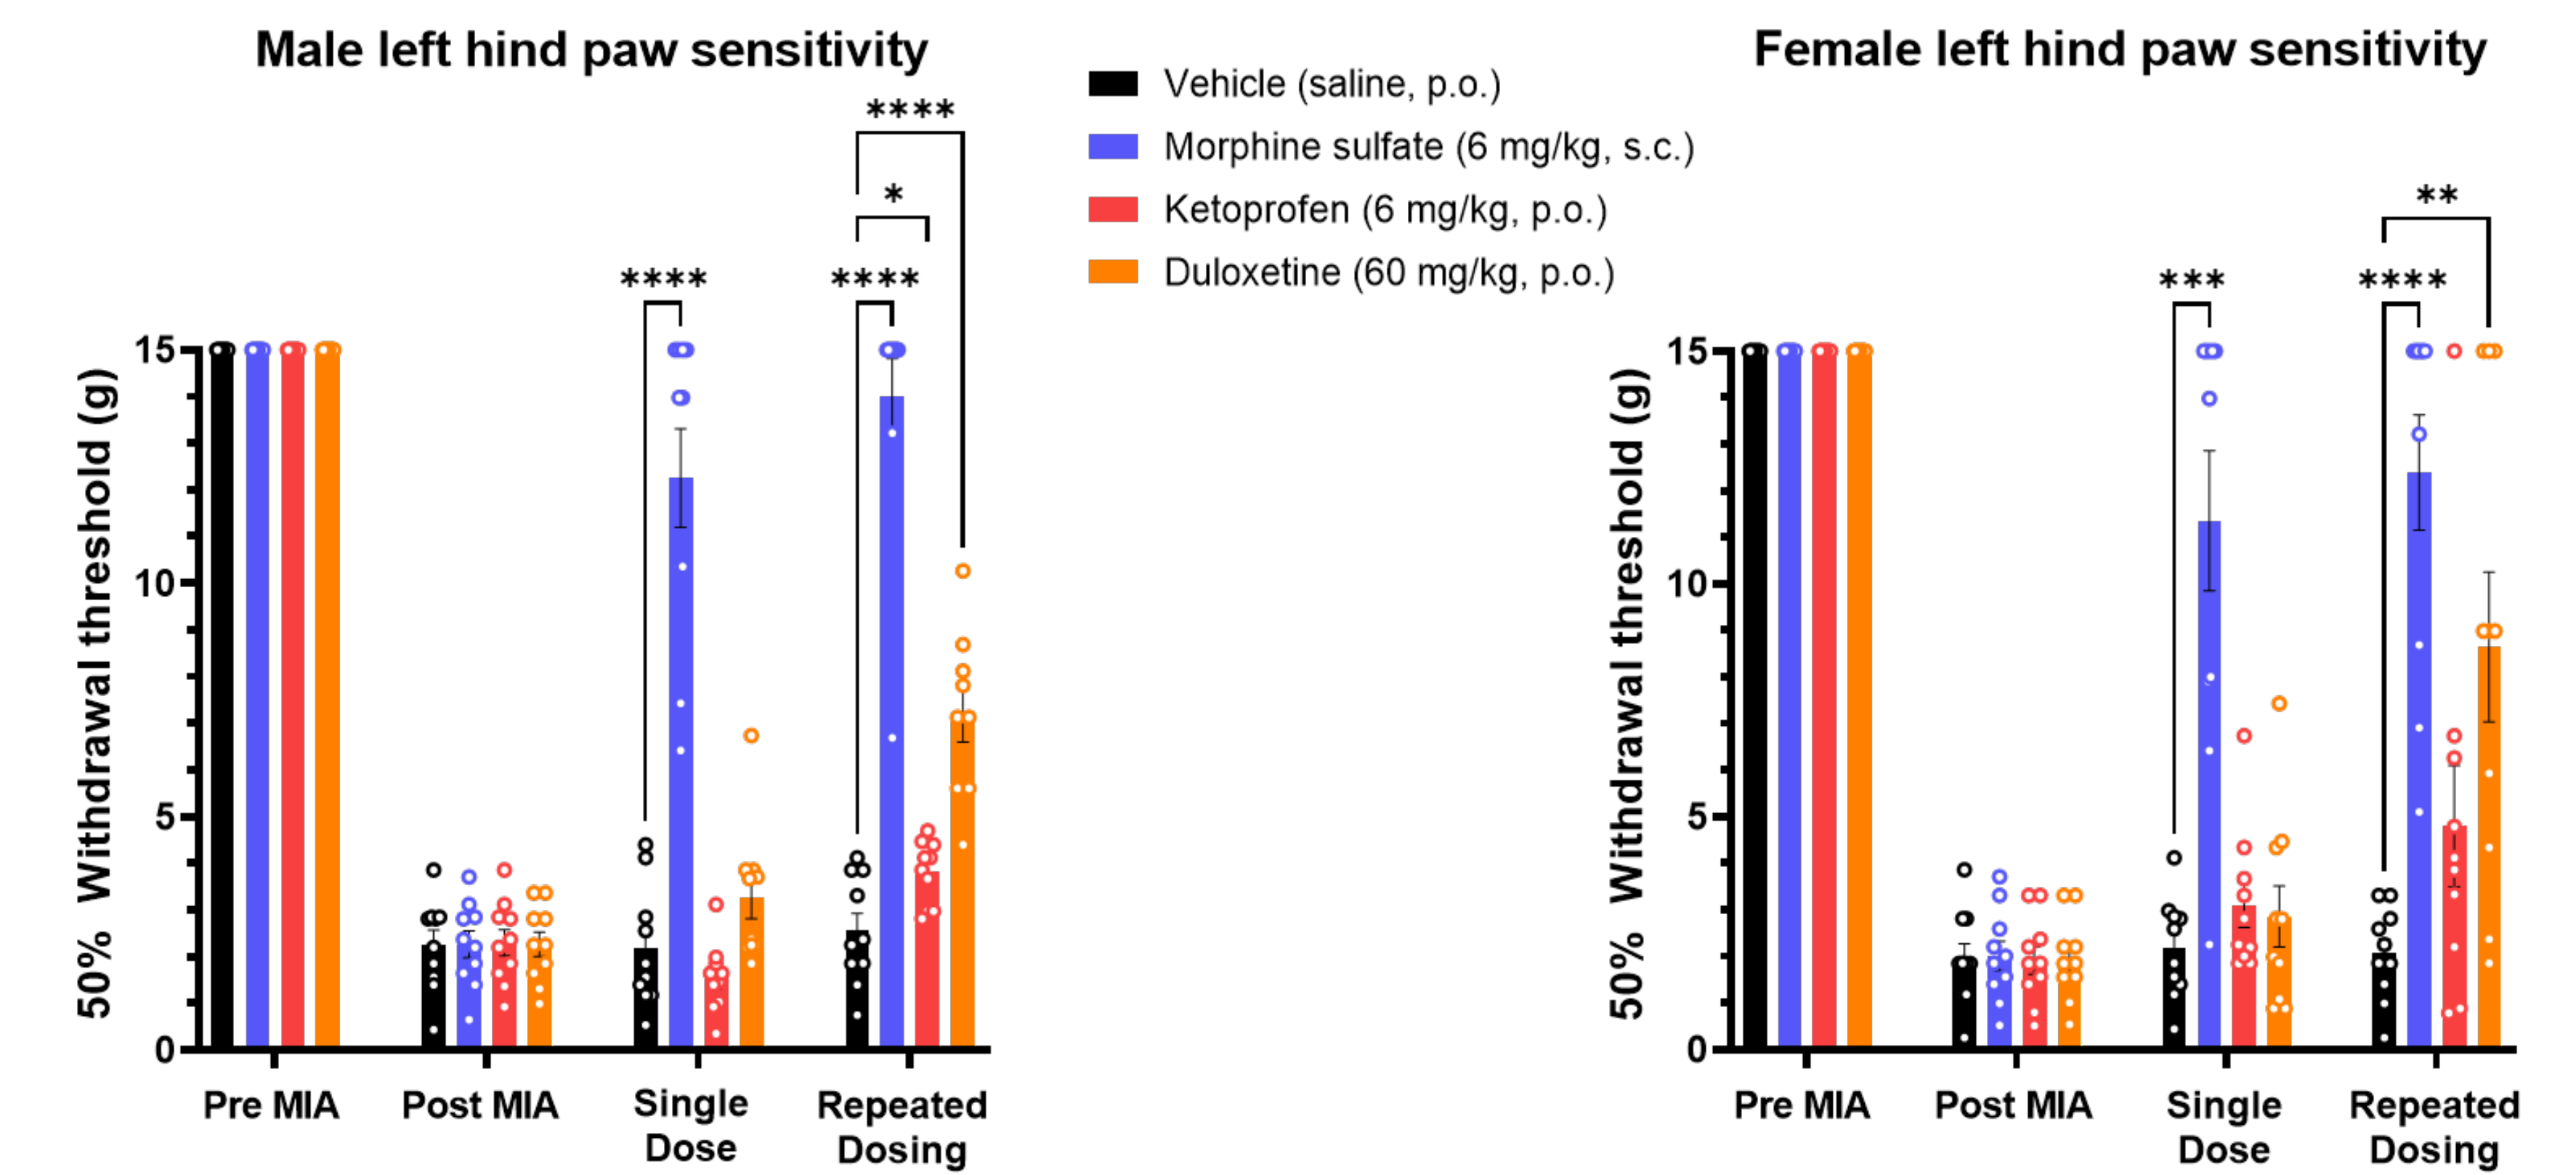 Male left hind paw sensitivity
****
*
****
****
50% Withdrawal threshold (g)
15
10
5
0
Pre MIA
Post MIA
Single
Dose
Repeated
Dosing
Vehicle (saline, p.o.)
Morphine sulfate (6 mg/kg, s.c.)
Ketoprofen (6 mg/kg, p.o.)
Duloxetine (60 mg/kg, p.o.)
Female left hind paw sensitivity
**
***
****
50% Withdrawal threshold (g)
15
10
5
0
Pre MIA
Post MIA
Single
Dose
Repeated
Dosing